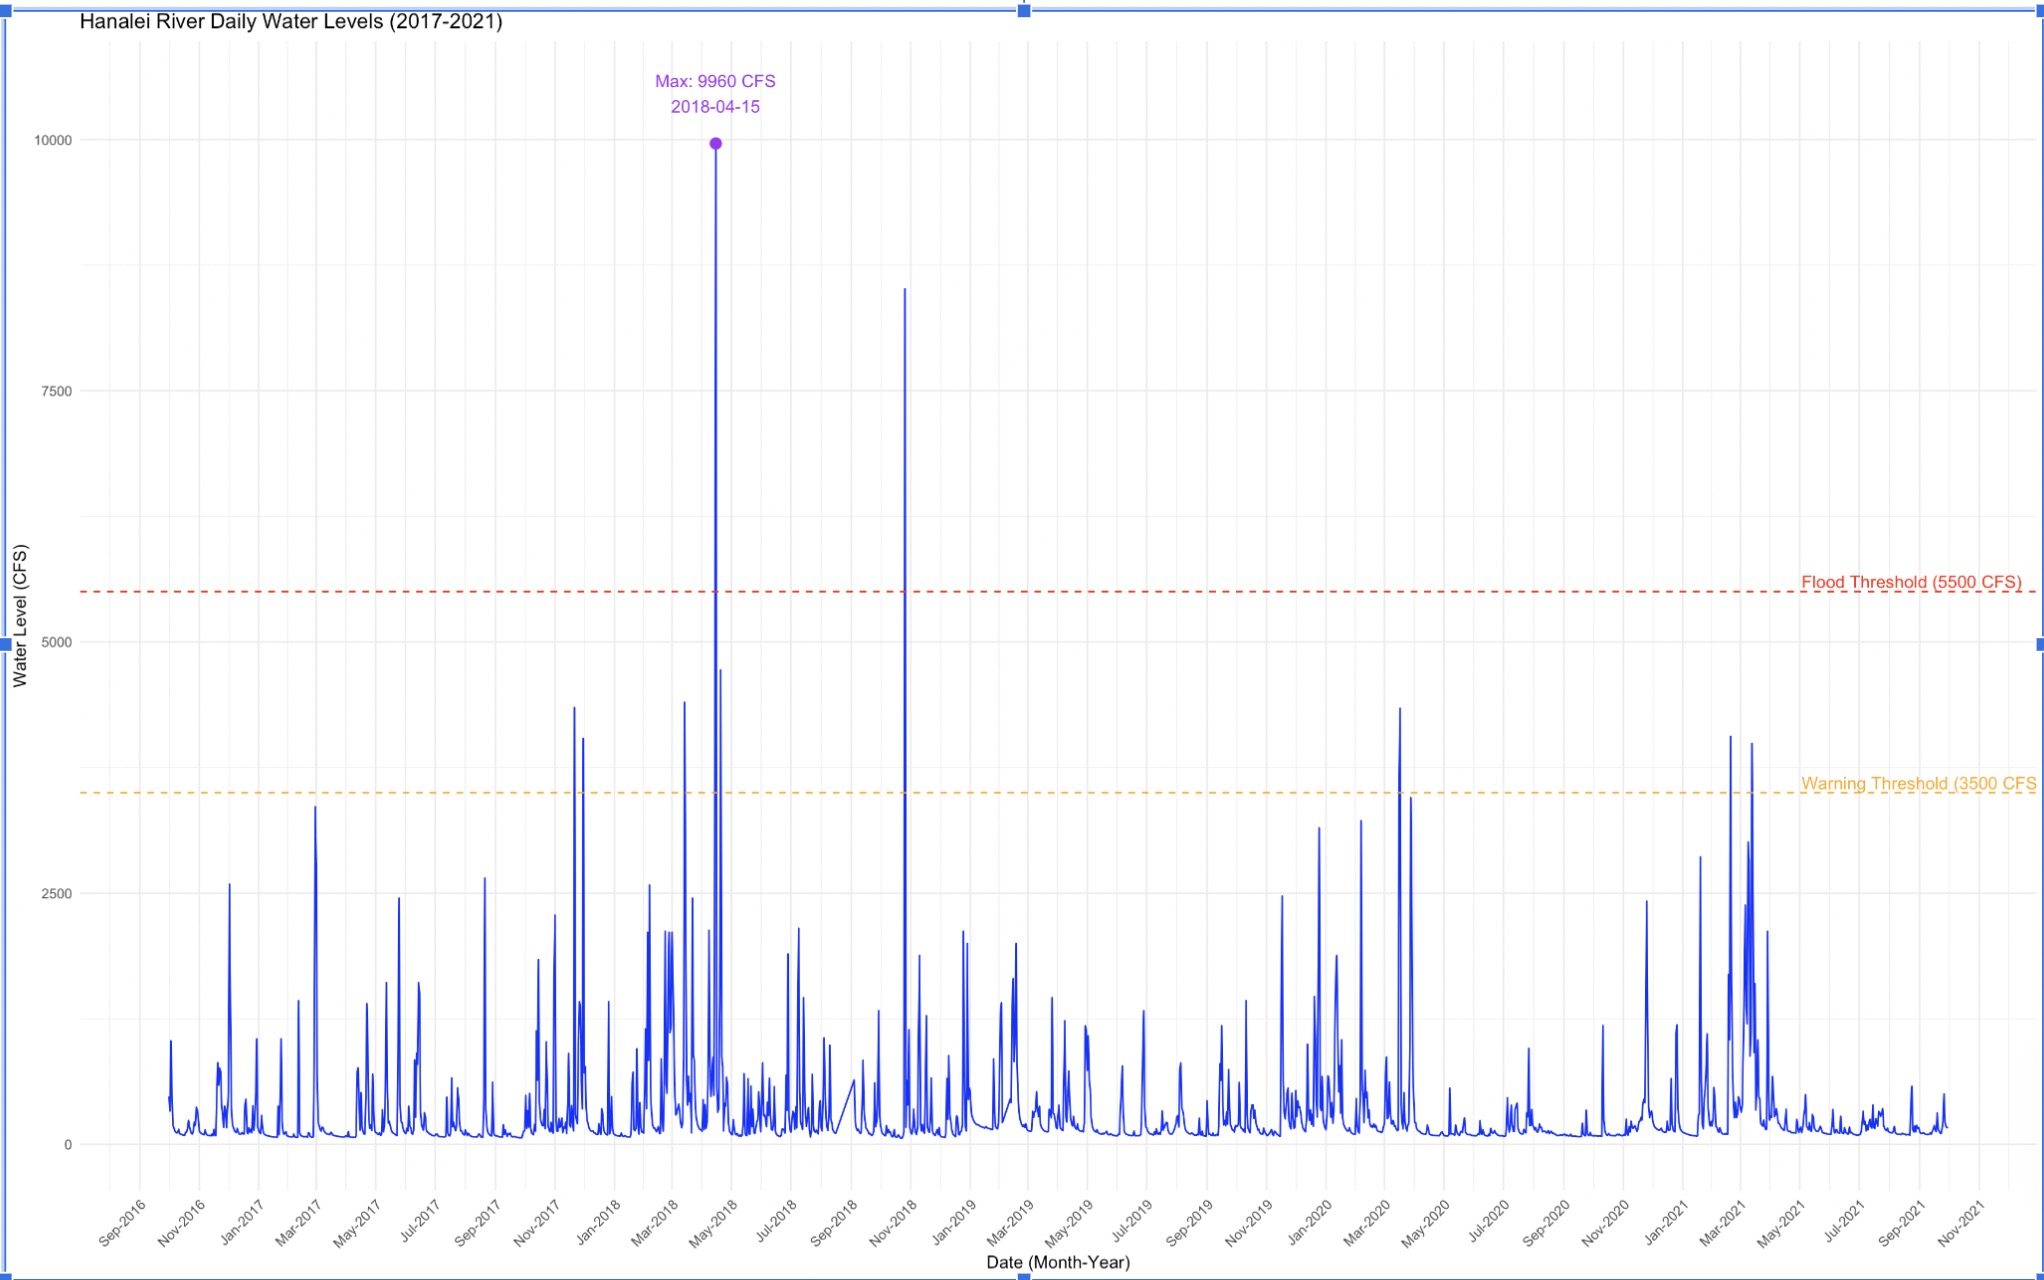 Hanalei River Daily Water Levels (2017-2021)
Max: 9960 CFS
2018-04-15
10000
7500
Flood Threshold (5500 CFS)
5000
Water Level (CFS)
Warning Threshold (3500 CFS
2500
0
Sep-2016
Nov-2016
Jan-2017
Mar-2017
May-2017
Jul-2017
Sep-2017
Nov-2017
Jan-2018
Mar-2018
May-2018
Jul-2018
Sep-2018
Nov-2018
Jan-2019
Mar-2019
May-2019
Jul-2019
Sep-2019
Nov-2019
Jan-2020
Mar-2020
May-2020
Jul-2020
Sep-2020
Nov-2020
Jan-2021
Mar-2021
May-2021
Jul-2021
Sep-2021
Nov-2021
Date (Month-Year)